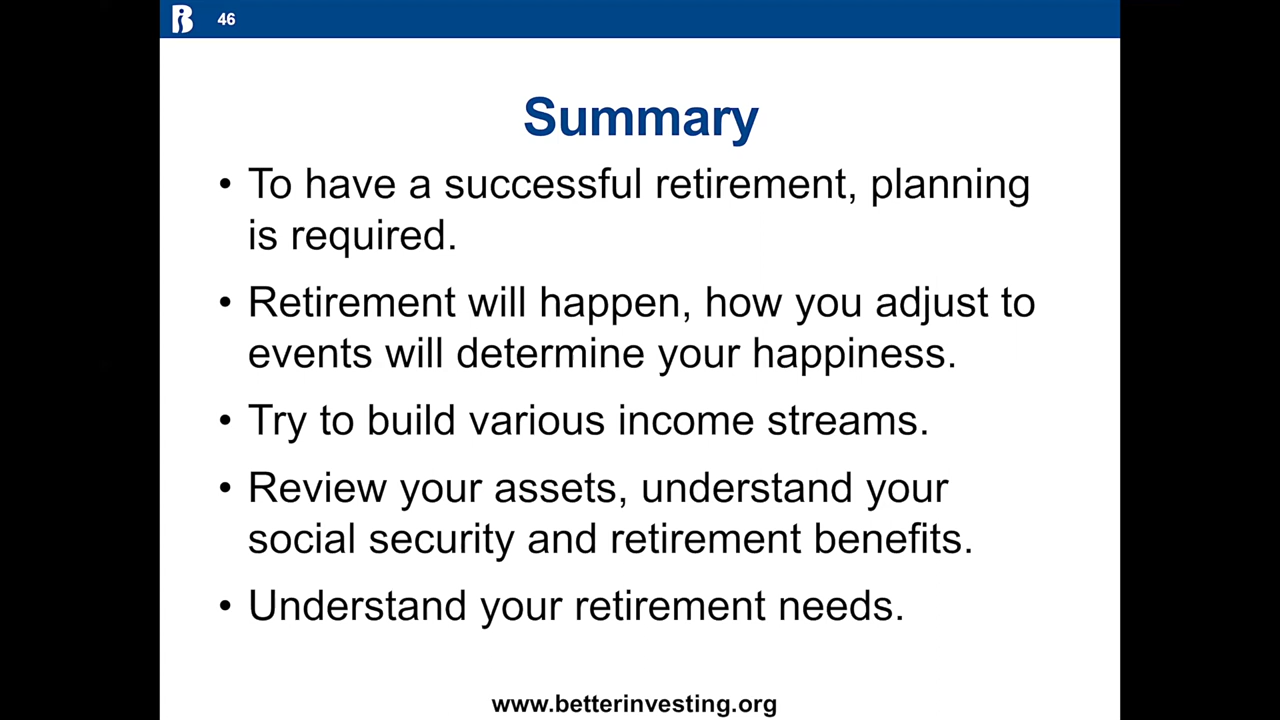 46
Summary
• To have a successful retirement, planning
is required.
• Retirement will happen, how you adjust to
events will determine your happiness.
• Try to build various income streams.
• Review your assets, understand your
social security and retirement benefits.
• Understand your retirement needs.
www.betterinvesting.org